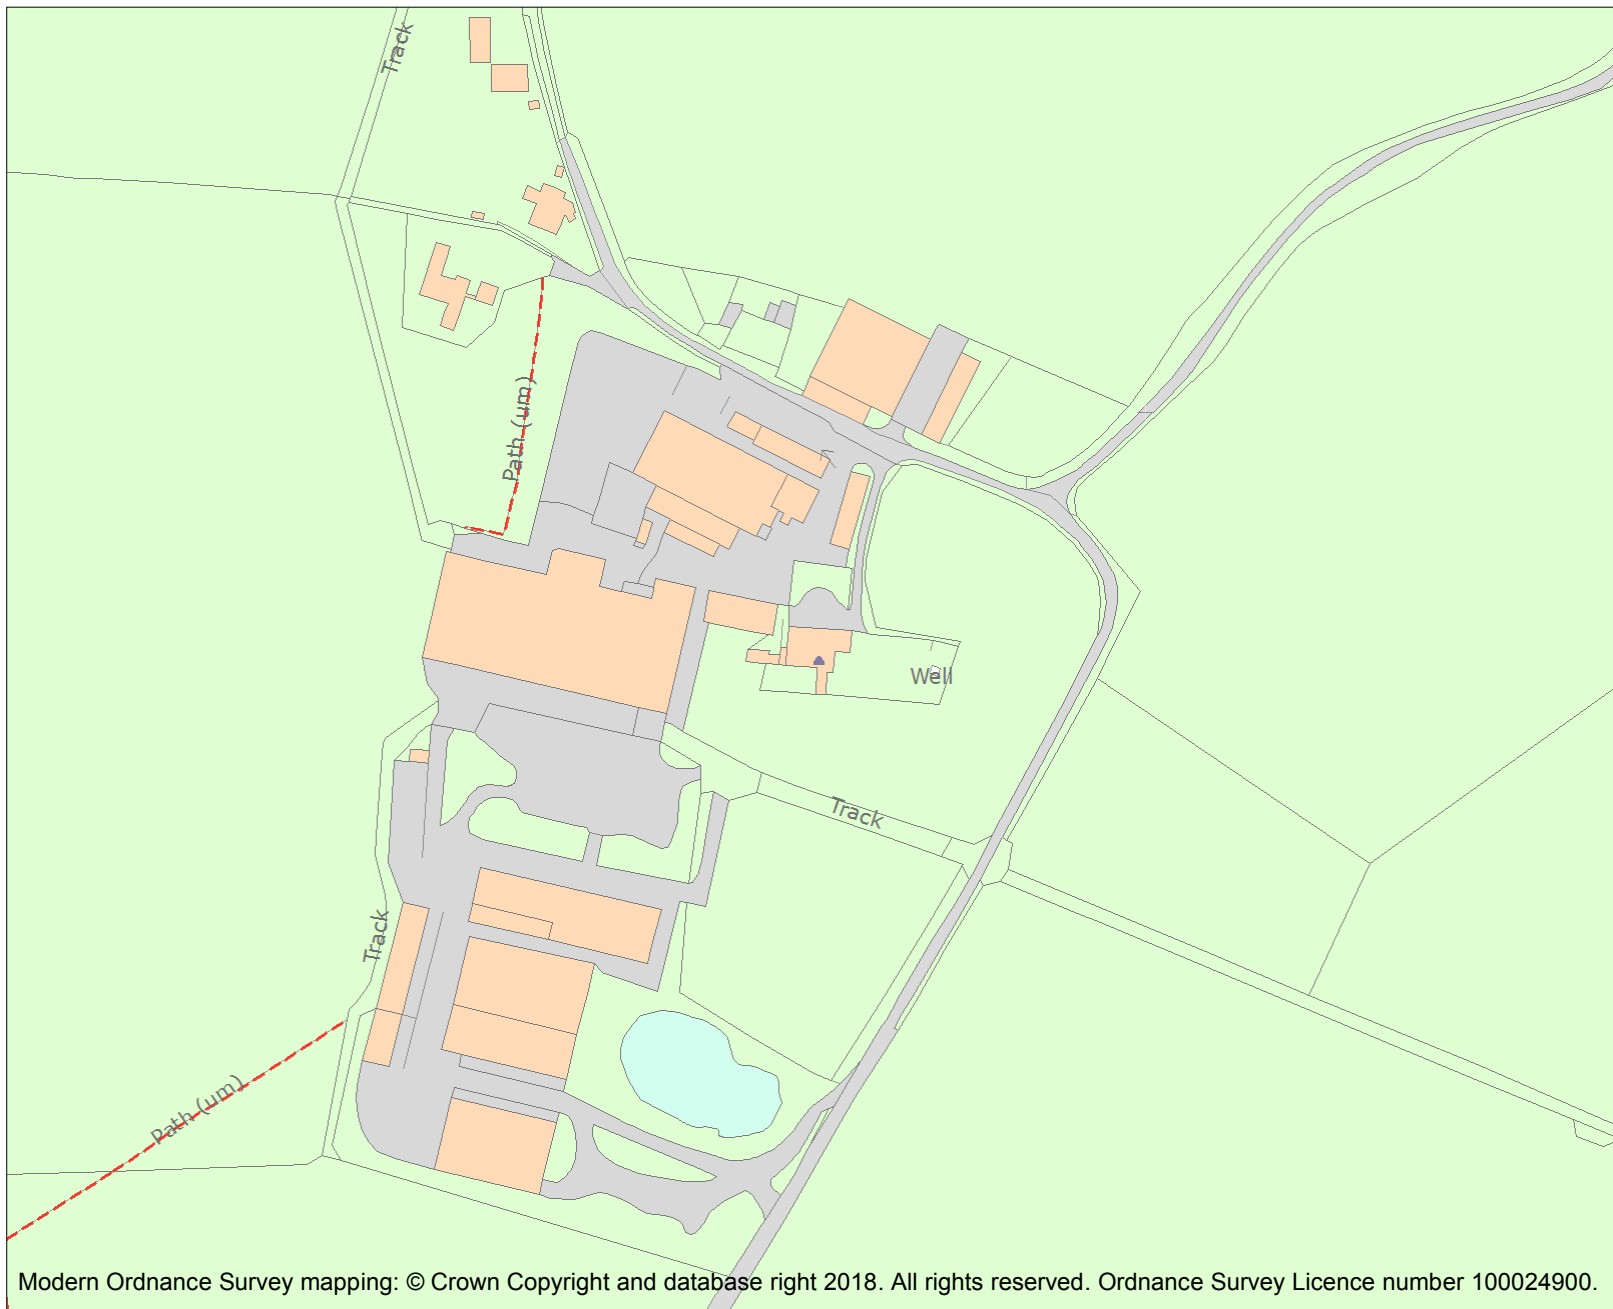 Track
Path (um)
Well
Track
Track
Path (um)
Modern Ordnance Survey mapping: © Crown Copyright and database right 2018. All rights reserved. Ordnance Survey Licence number 100024900.